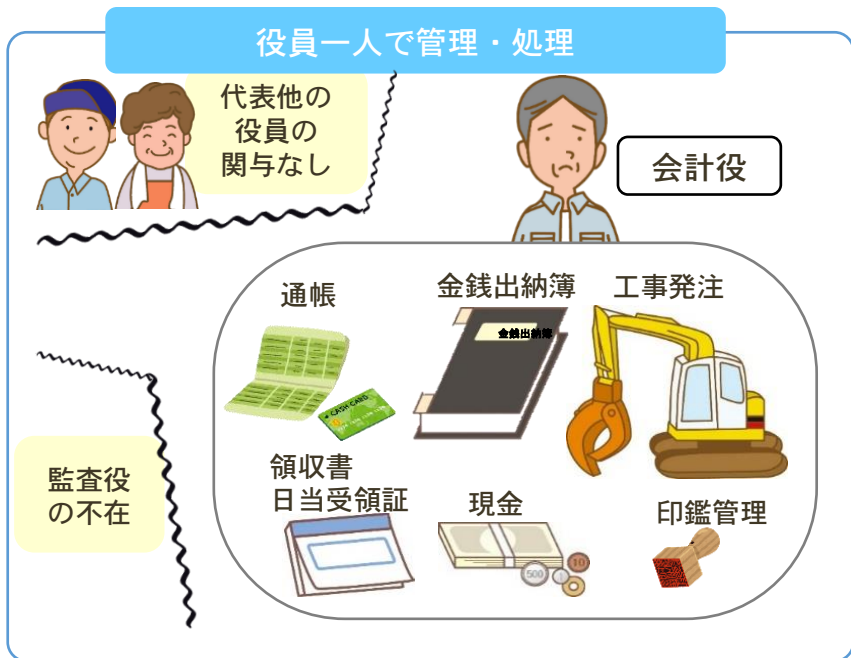 役員一人で管理・処理
代表他の
役員の
関与なし
会計役
通帳
金銭出納簿
工事発注
金銭出納簿
CASH CARD
領収書
日当受領証
現金
印鑑管理
500
1
10
監査役
の不在